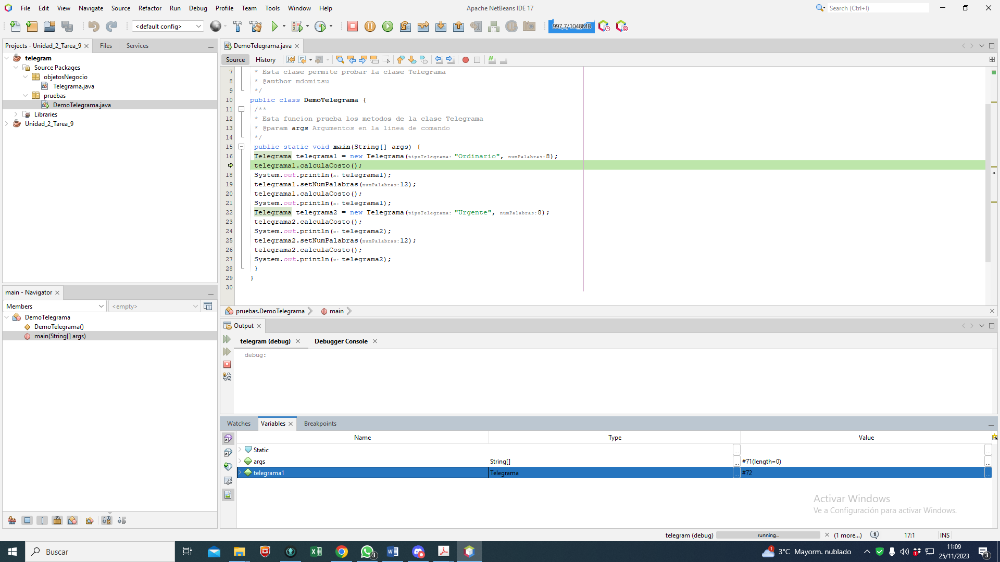 File Edit View Navigate Source Refactor Run Debug Profile Team Tools Window Help
Apache NetBeans IDE 17
Search (Ctrl+I)
<default config>
997,7/1048MB
Projects - Unidad_2_Tarea_9
Files
Services
telegram
Source Packages
objetosNegocio
Telegrama.java
pruebas
DemoTelegrama.java
Libraries
Unidad_2_Tarea_9
main - Navigator
Members
<empty>
DemoTelegrama
DemoTelegrama()
main(String[] args)
DemoTelegrama.java
Source History
7 * Esta clase permite probar la clase Telegrama
8 * @author mdomitsu
9 */
10 public class DemoTelegrama {
11 /**
12 * Esta funcion prueba los metodos de la clase Telegrama
13 * @param args Argumentos en la linea de comando
14 */
15 public static void main(String[] args) {
16 Telegrama telegrama1 = new Telegrama(tipoTelegrama: "Ordinario", numPalabras:8);
telegrama1.calculaCosto();
18 System.out.println(x: telegrama1);
19 telegrama1.setNumPalabras(numPalabras:12);
20 telegrama1.calculaCosto();
21 System.out.println(x: telegrama1);
22 Telegrama telegrama2 = new Telegrama(tipoTelegrama: "Urgente", numPalabras:8);
23 telegrama2.calculaCosto();
24 System.out.println(x: telegrama2);
25 telegrama2.setNumPalabras(numPalabras:12);
26 telegrama2.calculaCosto();
27 System.out.println(x: telegrama2);
28 }
29 }
30
pruebas.DemoTelegrama main
Output
telegram (debug) Debugger Console
debug:
Watches Variables Breakpoints
Name Type Value
Static
args String[] ... #71(length=0) ...
telegrama1 Telegrama ... #72 ...
Activar Windows
Ve a Configuración para activar Windows.
telegram (debug) running... (1 more...) 1 17:1 INS
Buscar
3
1
3°C Mayorm. nublado
11:09
25/11/2023
3